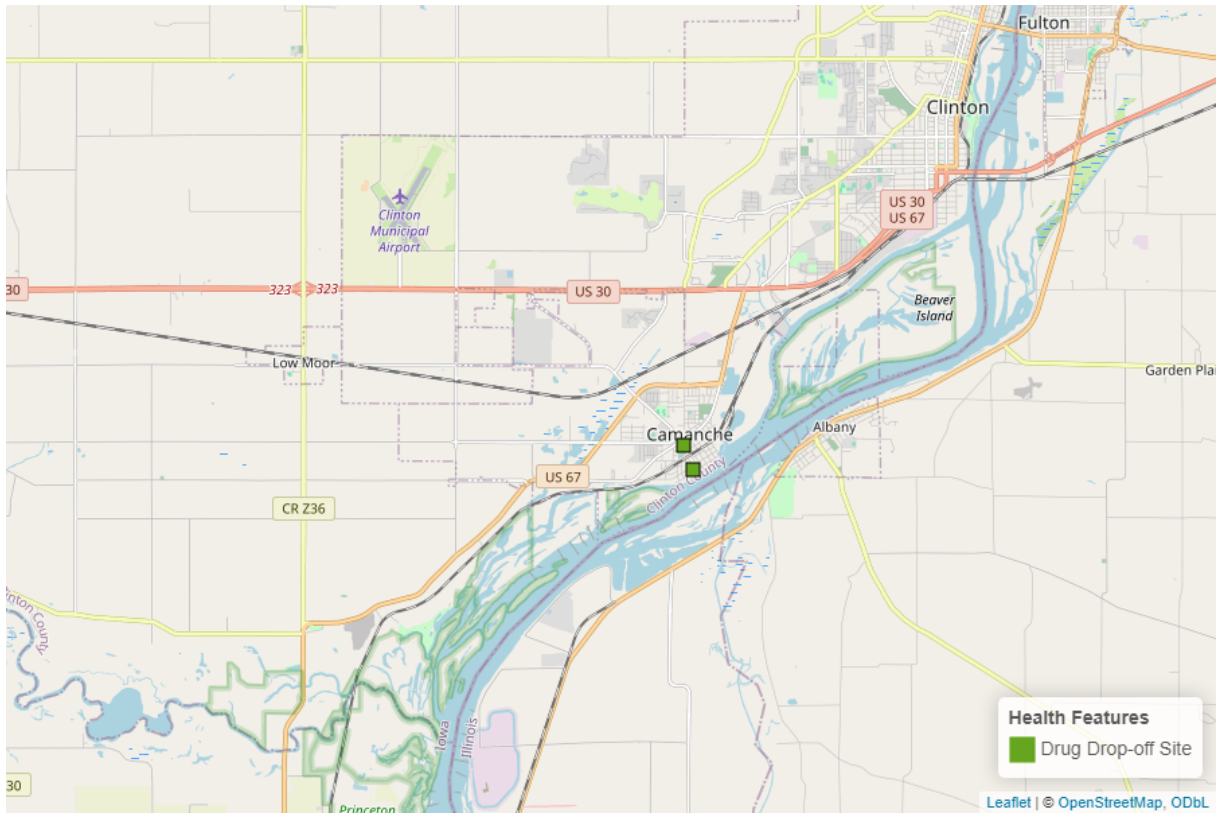 Fulton
Clinton
Clinton
Municipal
Airport
US 30
US 67
30
323
323
US 30
Beaver
Island
Low Moor
Garden Plai
Camanche
Albany
US 67
Clinton County
CR Z36
inton County
Iowa
Illinois
30
Princeton
Health Features
Drug Drop-off Site
Leaflet | © OpenStreetMap, ODbL